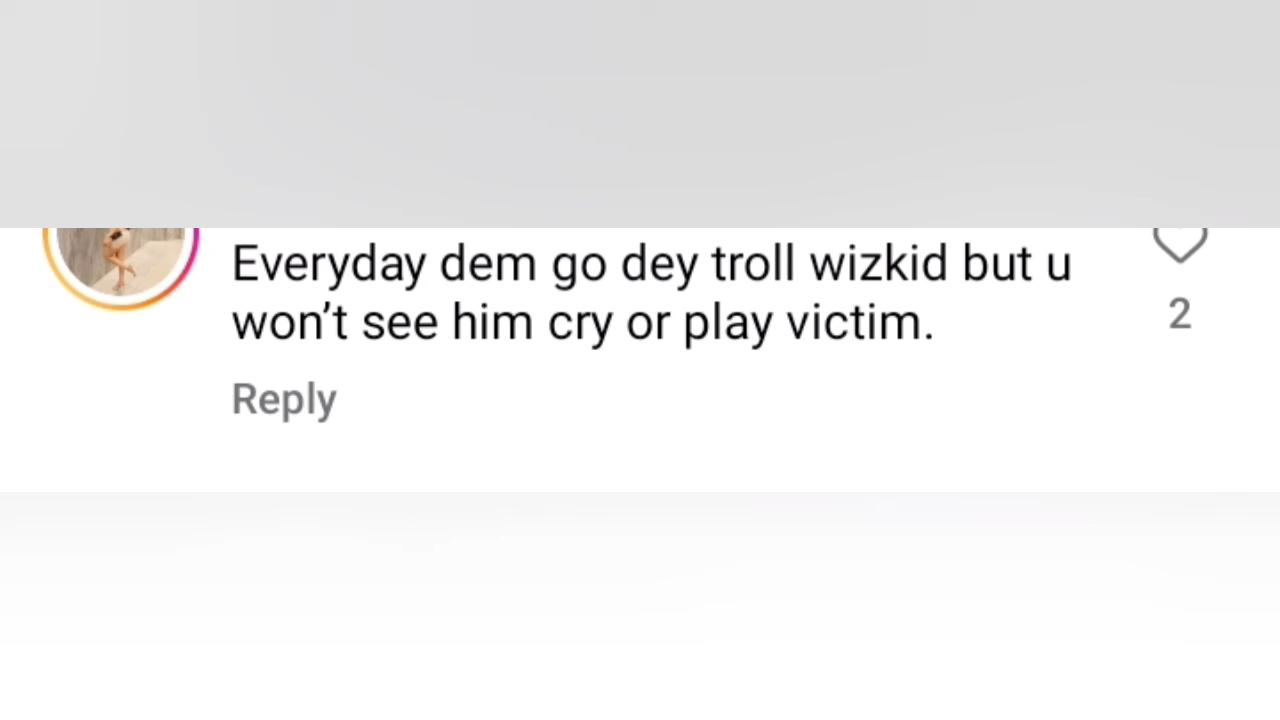 Everyday dem go dey troll wizkid but u
won’t see him cry or play victim.
2
Reply